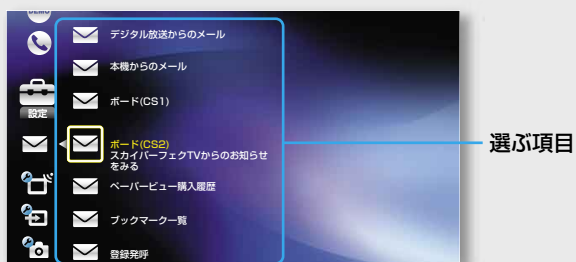 DEMO
デジタル放送からのメール
本機からのメール
ボード(CS1)
設定
ボード(CS2)
スカイパーフェクTVからのお知らせ
をみる
ペーパービュー購入履歴
ブックマーク一覧
登録発呼
選ぶ項目